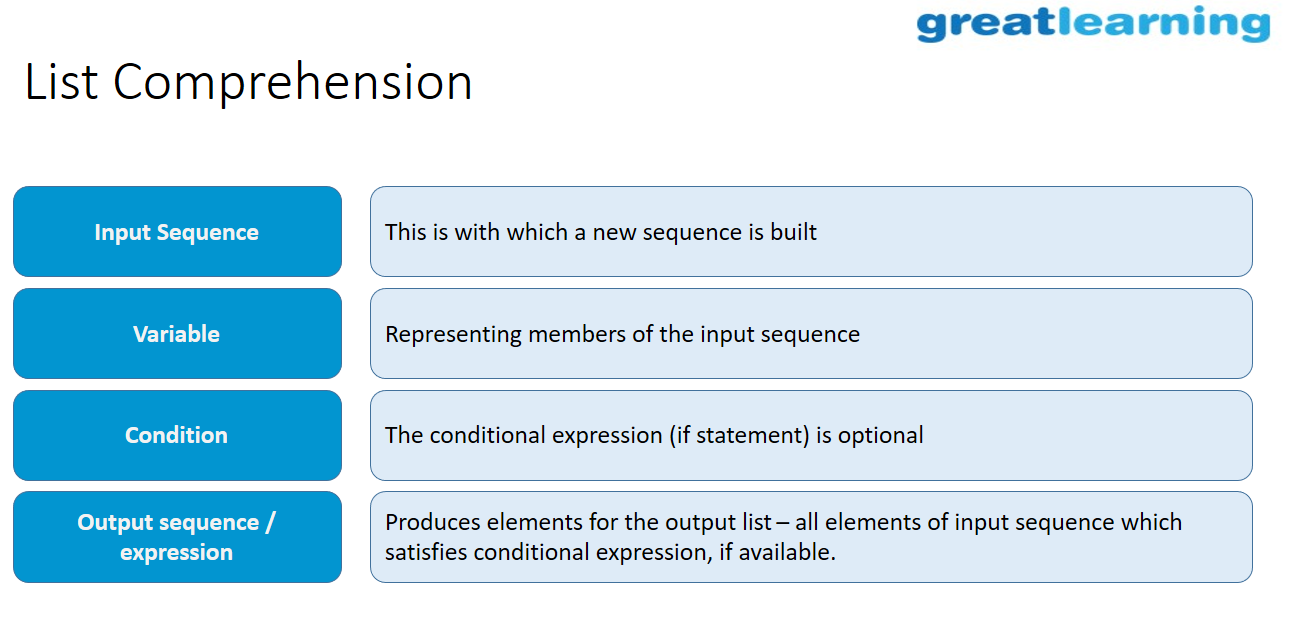 greatlearning
List Comprehension
Input Sequence
This is with which a new sequence is built
Variable
Representing members of the input sequence
Condition
The conditional expression (if statement) is optional
Output sequence /
expression
Produces elements for the output list – all elements of input sequence which
satisfies conditional expression, if available.